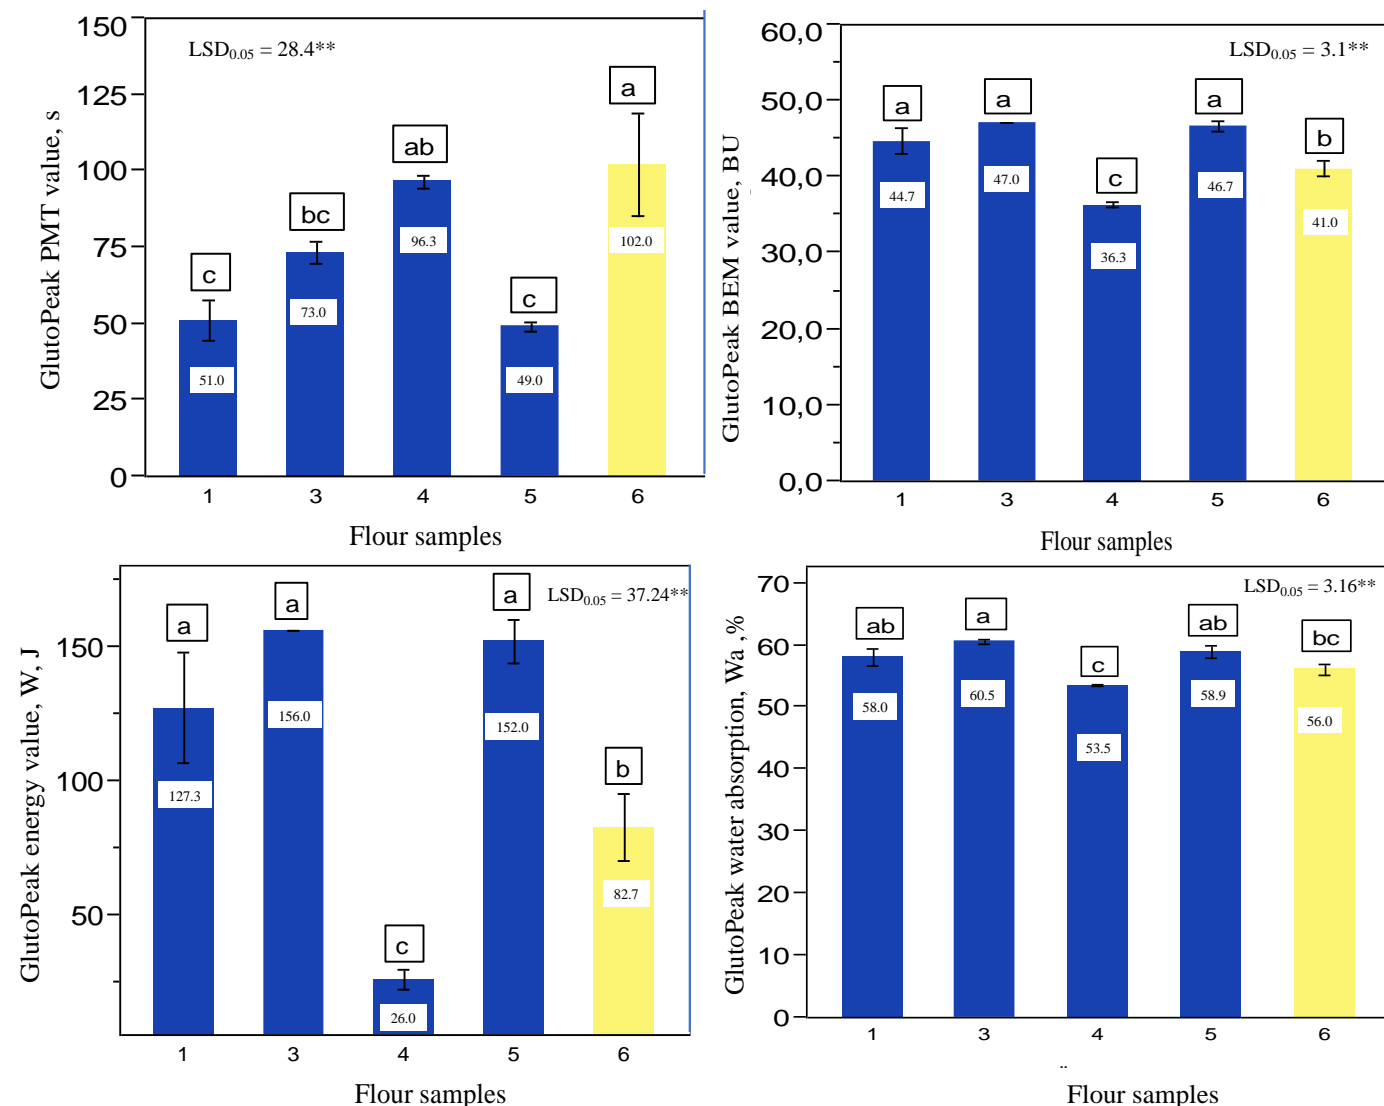 GlutoPeak PMT value, s
150
125
100
75
50
25
0
LSD0.05 = 28.4**
c
bc
ab
c
a
51.0
73.0
96.3
49.0
102.0
1 3 4 5 6
Flour samples
GlutoPeak BEM value, BU
60,0
50,0
40,0
30,0
20,0
10,0
0,0
LSD0.05 = 3.1**
a
a
c
a
b
44.7
47.0
36.3
46.7
41.0
1 3 4 5 6
Flour samples
GlutoPeak energy value, W, J
150
100
50
LSD0.05 = 37.24**
a
a
c
a
b
127.3
156.0
26.0
152.0
82.7
1 3 4 5 6
Flour samples
GlutoPeak water absorption, Wa ,%
70
60
50
40
30
20
10
0
LSD0.05 = 3.16**
ab
a
c
ab
bc
58.0
60.5
53.5
58.9
56.0
1 3 4 5 6
Flour samples